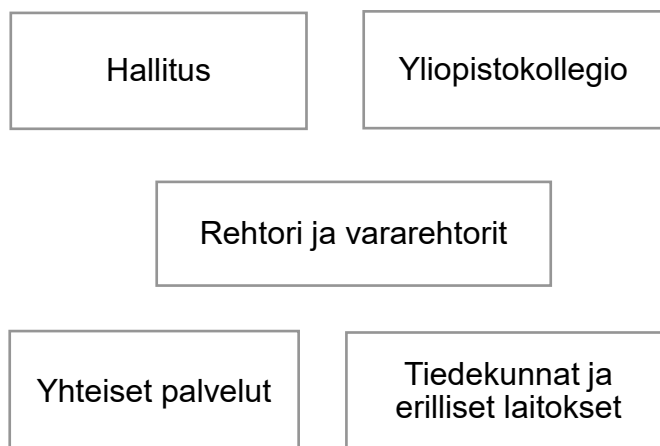 Hallitus
Yliopistokollegio
Rehtori ja vararehtorit
Yhteiset palvelut
Tiedekunnat ja
erilliset laitokset